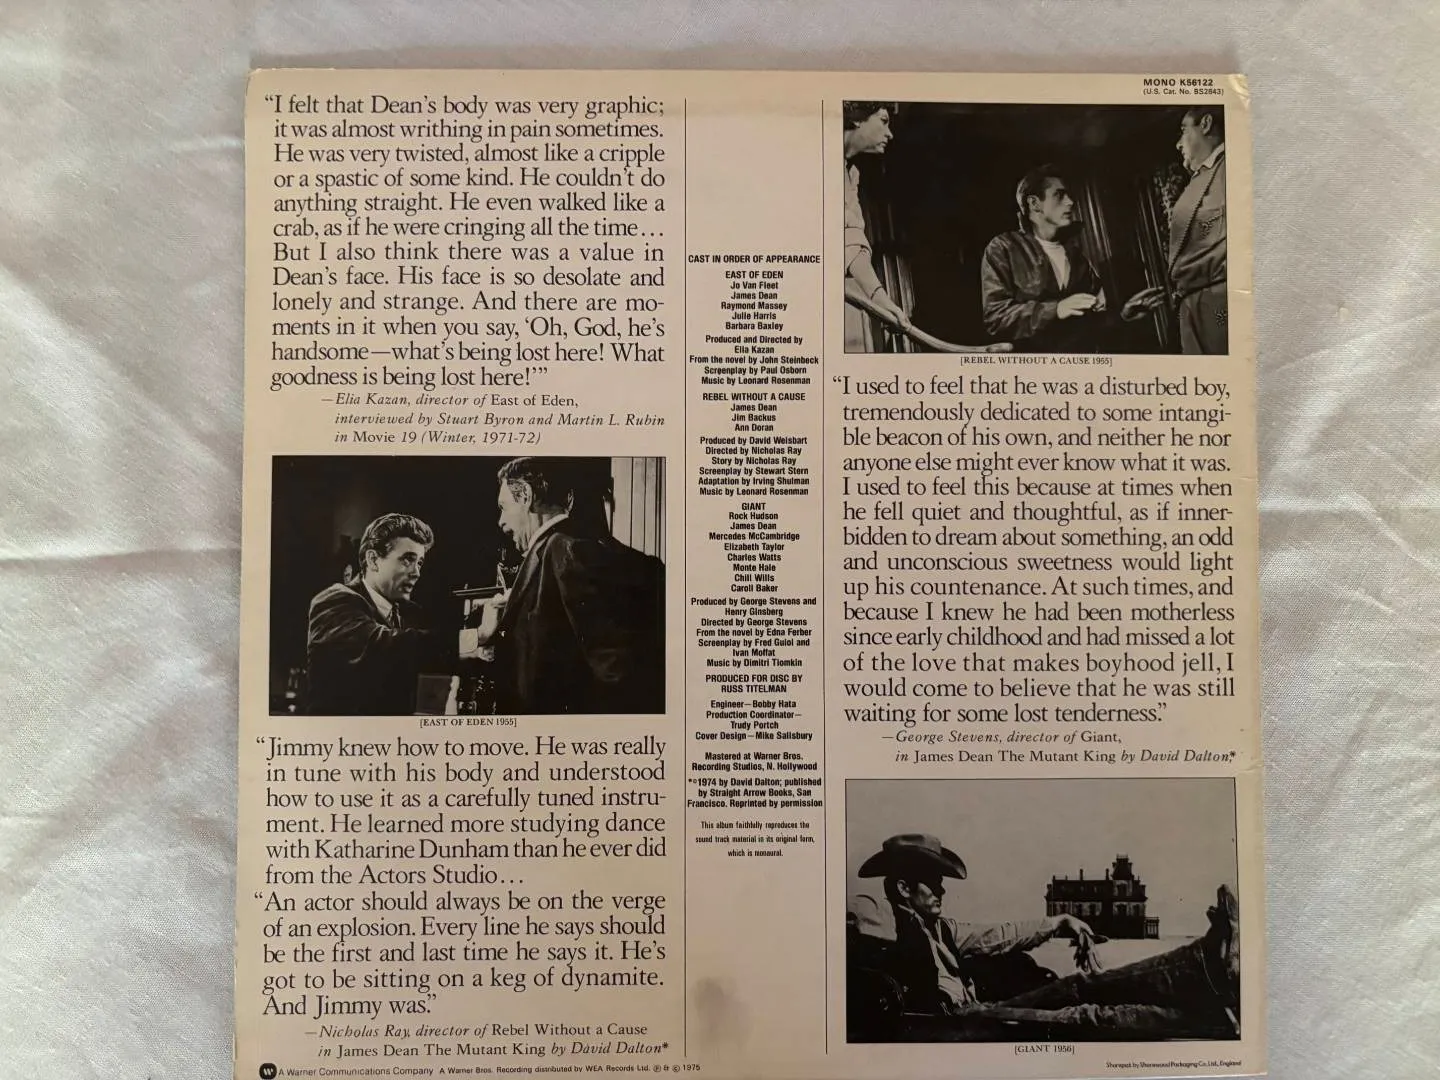 “I felt that Dean’s body was very graphic;
it was almost writhing in pain sometimes.
He was very twisted, almost like a cripple
or a spastic of some kind. He couldn’t do
anything straight. He even walked like a
crab, as if he were cringing all the time...
But I also think there was a value in
Dean’s face. His face is so desolate and
lonely and strange. And there are mo-
ments in it when you say, ‘Oh, God, he’s
handsome—what’s being lost here! What
goodness is being lost here!’”
—Elia Kazan, director of East of Eden,
interviewed by Stuart Byron and Martin L. Rubin
in Movie 19 (Winter, 1971-72)
[EAST OF EDEN 1955]
“Jimmy knew how to move. He was really
in tune with his body and understood
how to use it as a carefully tuned instru-
ment. He learned more studying dance
with Katharine Dunham than he ever did
from the Actors Studio...
“An actor should always be on the verge
of an explosion. Every line he says should
be the first and last time he says it. He’s
got to be sitting on a keg of dynamite.
And Jimmy was.”
—Nicholas Ray, director of Rebel Without a Cause
in James Dean The Mutant King by David Dalton*
CAST IN ORDER OF APPEARANCE
EAST OF EDEN
Jo Van Fleet
James Dean
Raymond Massey
Julie Harris
Barbara Baxley
Produced and Directed by
Elia Kazan
From the novel by John Steinbeck
Screenplay by Paul Osborn
Music by Leonard Rosenman
REBEL WITHOUT A CAUSE
James Dean
Jim Backus
Ann Doran
Produced by David Weisbart
Directed by Nicholas Ray
Story by Nicholas Ray
Screenplay by Stewart Stern
Adaptation by Irving Shulman
Music by Leonard Rosenman
GIANT
Rock Hudson
James Dean
Mercedes McCambridge
Elizabeth Taylor
Charles Watts
Monte Hale
Chill Wills
Caroll Baker
Produced by George Stevens and
Henry Ginsberg
Directed by George Stevens
From the novel by Edna Ferber
Screenplay by Fred Guiol and
Ivan Moffat
Music by Dimitri Tiomkin
PRODUCED FOR DISC BY
RUSS TITELMAN
Engineer—Bobby Hata
Production Coordinator—
Trudy Portch
Cover Design—Mike Salisbury
Mastered at Warner Bros.
Recording Studios, N. Hollywood
*©1974 by David Dalton; published
by Straight Arrow Books, San
Francisco. Reprinted by permission
This album faithfully reproduces the
sound track material in its original form,
which is monaural.
MONO K56122
(U.S. Cat. No. BS2843)
[REBEL WITHOUT A CAUSE 1955]
“I used to feel that he was a disturbed boy,
tremendously dedicated to some intangi-
ble beacon of his own, and neither he nor
anyone else might ever know what it was.
I used to feel this because at times when
he fell quiet and thoughtful, as if inner-
bidden to dream about something, an odd
and unconscious sweetness would light
up his countenance. At such times, and
because I knew he had been motherless
since early childhood and had missed a lot
of the love that makes boyhood jell, I
would come to believe that he was still
waiting for some lost tenderness.”
—George Stevens, director of Giant,
in James Dean The Mutant King by David Dalton,*
[GIANT 1956]
A Warner Communications Company A Warner Bros. Recording distributed by WEA Records Ltd. ℗ & © 1975
Shorepak by Shorewood Packaging Co. Ltd., England